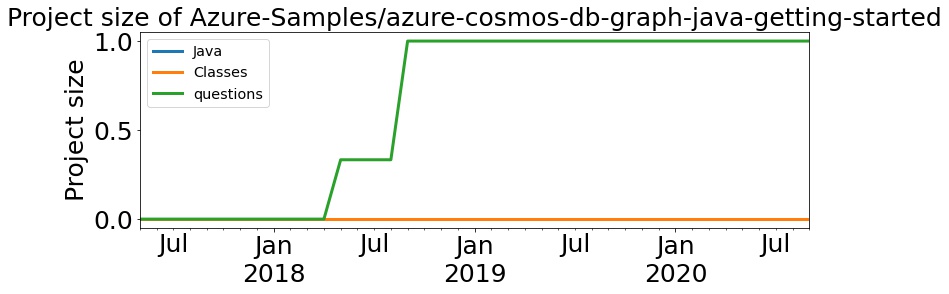 Project size of Azure-Samples/azure-cosmos-db-graph-java-getting-started
Project size
1.0
0.5
0.0
Java
Classes
questions
Jul Jan Jul Jan Jul Jan Jul
2018 2019 2020